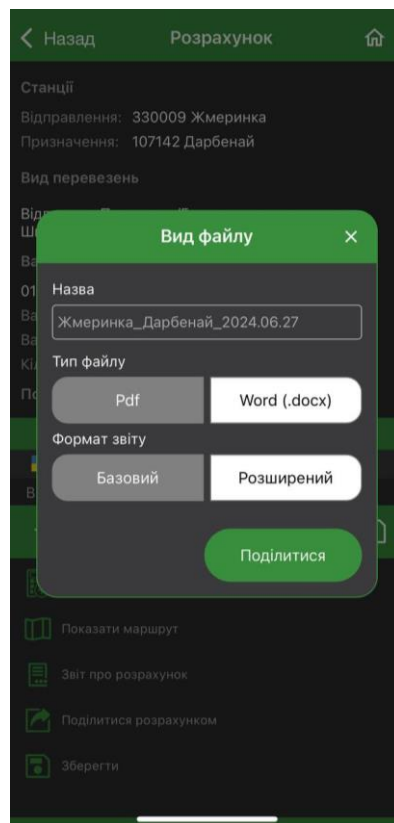 Назад Розрахунок
Станції
Відправлення: 330009 Жмеринка
Призначення: 107142 Дарбенай
Вид перевезень
Вид файлу
Назва
01
Жмеринка_Дарбенай_2024.06.27
Тип файлу
Pdf Word (.docx)
Формат звіту
Базовий Розширений
В
Поділитися
Показати маршрут
Звіт про розрахунок
Поділитися розрахунком
Зберегти